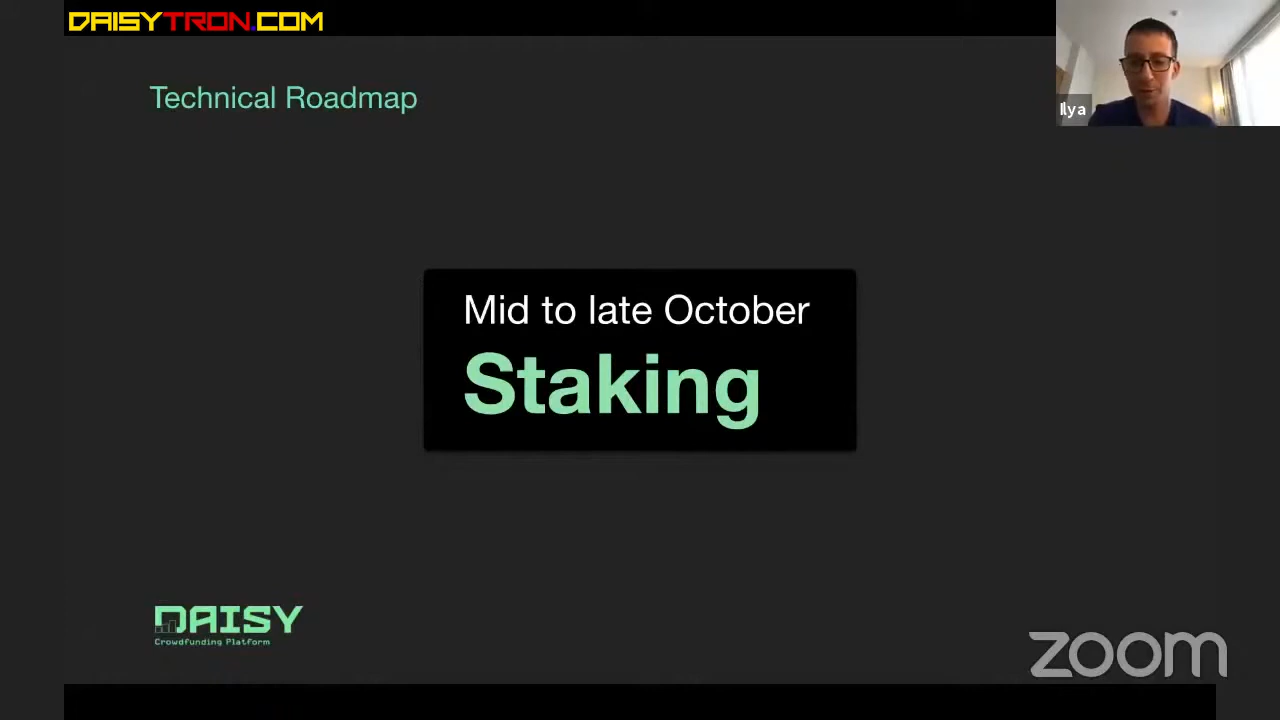 DAISYTRON.COM
Technical Roadmap
Ilya
Mid to late October
Staking
DAISY
Crowdfunding Platform
zoom